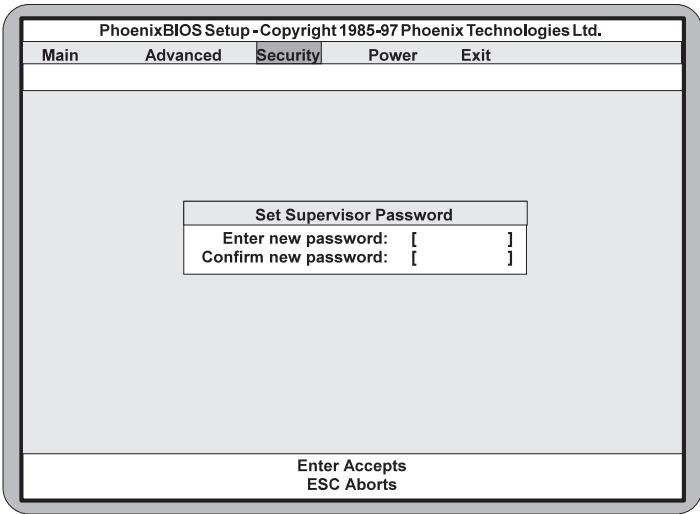 PhoenixBIOS Setup - Copyright 1985-97 Phoenix Technologies Ltd.
Main Advanced Security Power Exit
Set Supervisor Password
Enter new password: [ ]
Confirm new password: [ ]
Enter Accepts
ESC Aborts